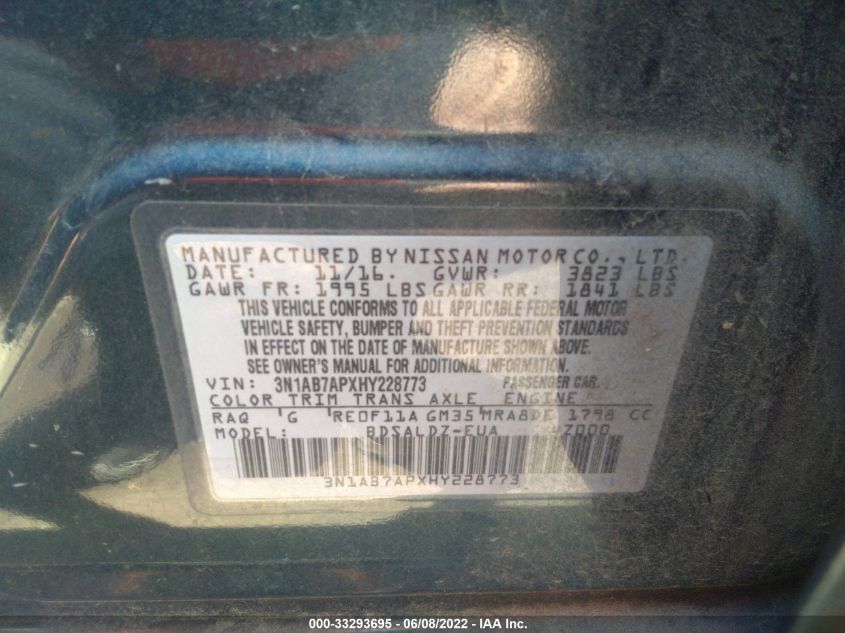 MANUFACTURED BY NISSAN MOTOR CO., LTD.
DATE: 11/16. GVWR: 3823 LBS
GAWR FR: 1995 LBS GAWR RR: 1841 LBS
THIS VEHICLE CONFORMS TO ALL APPLICABLE FEDERAL MOTOR
VEHICLE SAFETY, BUMPER AND THEFT PREVENTION STANDARDS
IN EFFECT ON THE DATE OF MANUFACTURE SHOWN ABOVE.
SEE OWNER'S MANUAL FOR ADDITIONAL INFORMATION.
VIN: 3N1AB7APXHY228773 PASSENGER CAR
COLOR TRIM TRANS AXLE ENGINE
RAQ G RE0F11A GM35 MRA8DE 1798 CC
MODEL: BDSALDZ-EUA -Z000
3N1AB7APXHY228773
000-33293695 - 06/08/2022 - IAA Inc.